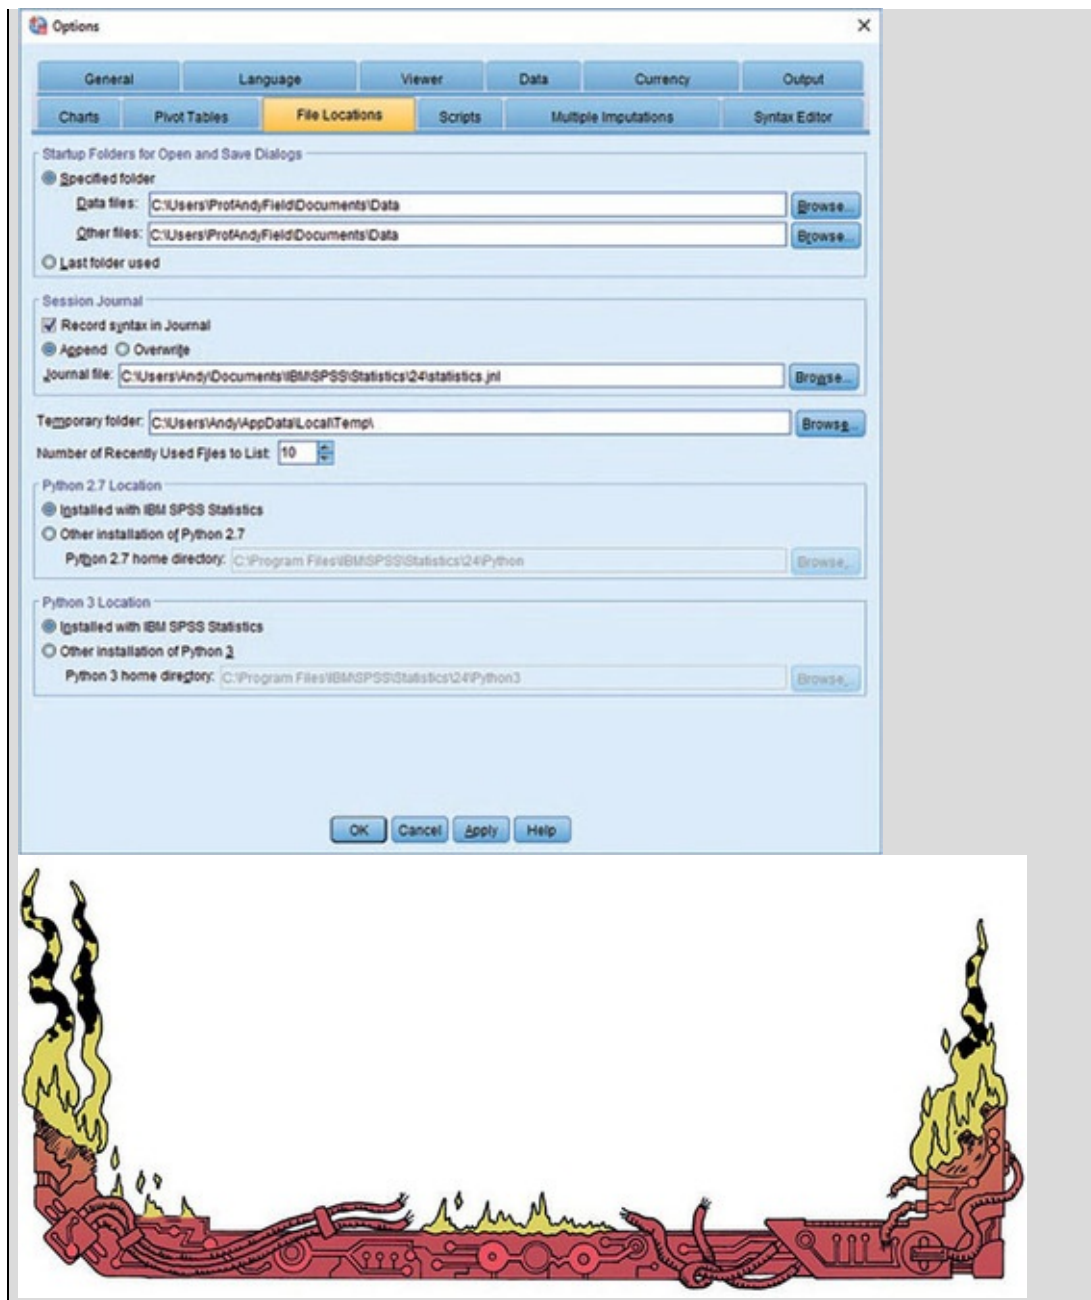 Options
General Language Viewer Data Currency Output
Charts Pivot Tables File Locations Scripts Multiple Imputations Syntax Editor
Startup Folders for Open and Save Dialogs
Specified folder
Data files: C:\Users\ProfAndyField\Documents\Data Browse...
Other files: C:\Users\ProfAndyField\Documents\Data Browse...
Last folder used
Session Journal
Record syntax in Journal
Append Overwrite
Journal file: C:\Users\Andy\Documents\IBM\SPSS\Statistics\24\statistics.jnl Browse...
Temporary folder: C:\Users\Andy\AppData\Local\Temp\ Browse...
Number of Recently Used Files to List: 10
Python 2.7 Location
Installed with IBM SPSS Statistics
Other installation of Python 2.7
Python 2.7 home directory: C:\Program Files\IBM\SPSS\Statistics\24\Python Browse...
Python 3 Location
Installed with IBM SPSS Statistics
Other installation of Python 3
Python 3 home directory: C:\Program Files\IBM\SPSS\Statistics\24\Python3 Browse...
OK Cancel Apply Help